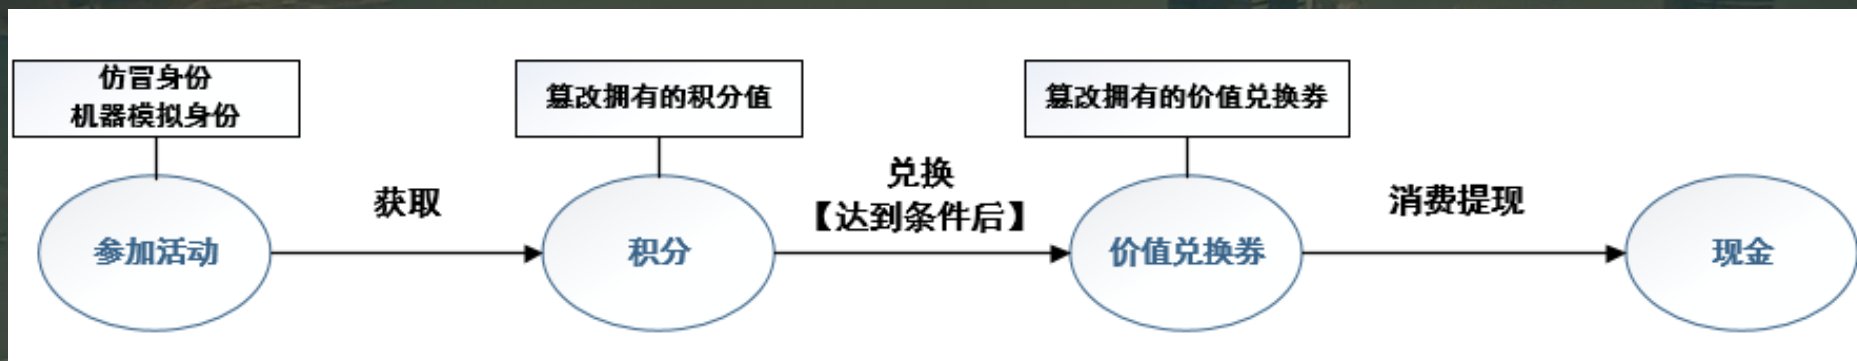 仿冒身份
机器模拟身份
篡改拥有的积分值
篡改拥有的价值兑换券
参加活动
获取
积分
兑换
【达到条件后】
价值兑换券
消费提现
现金